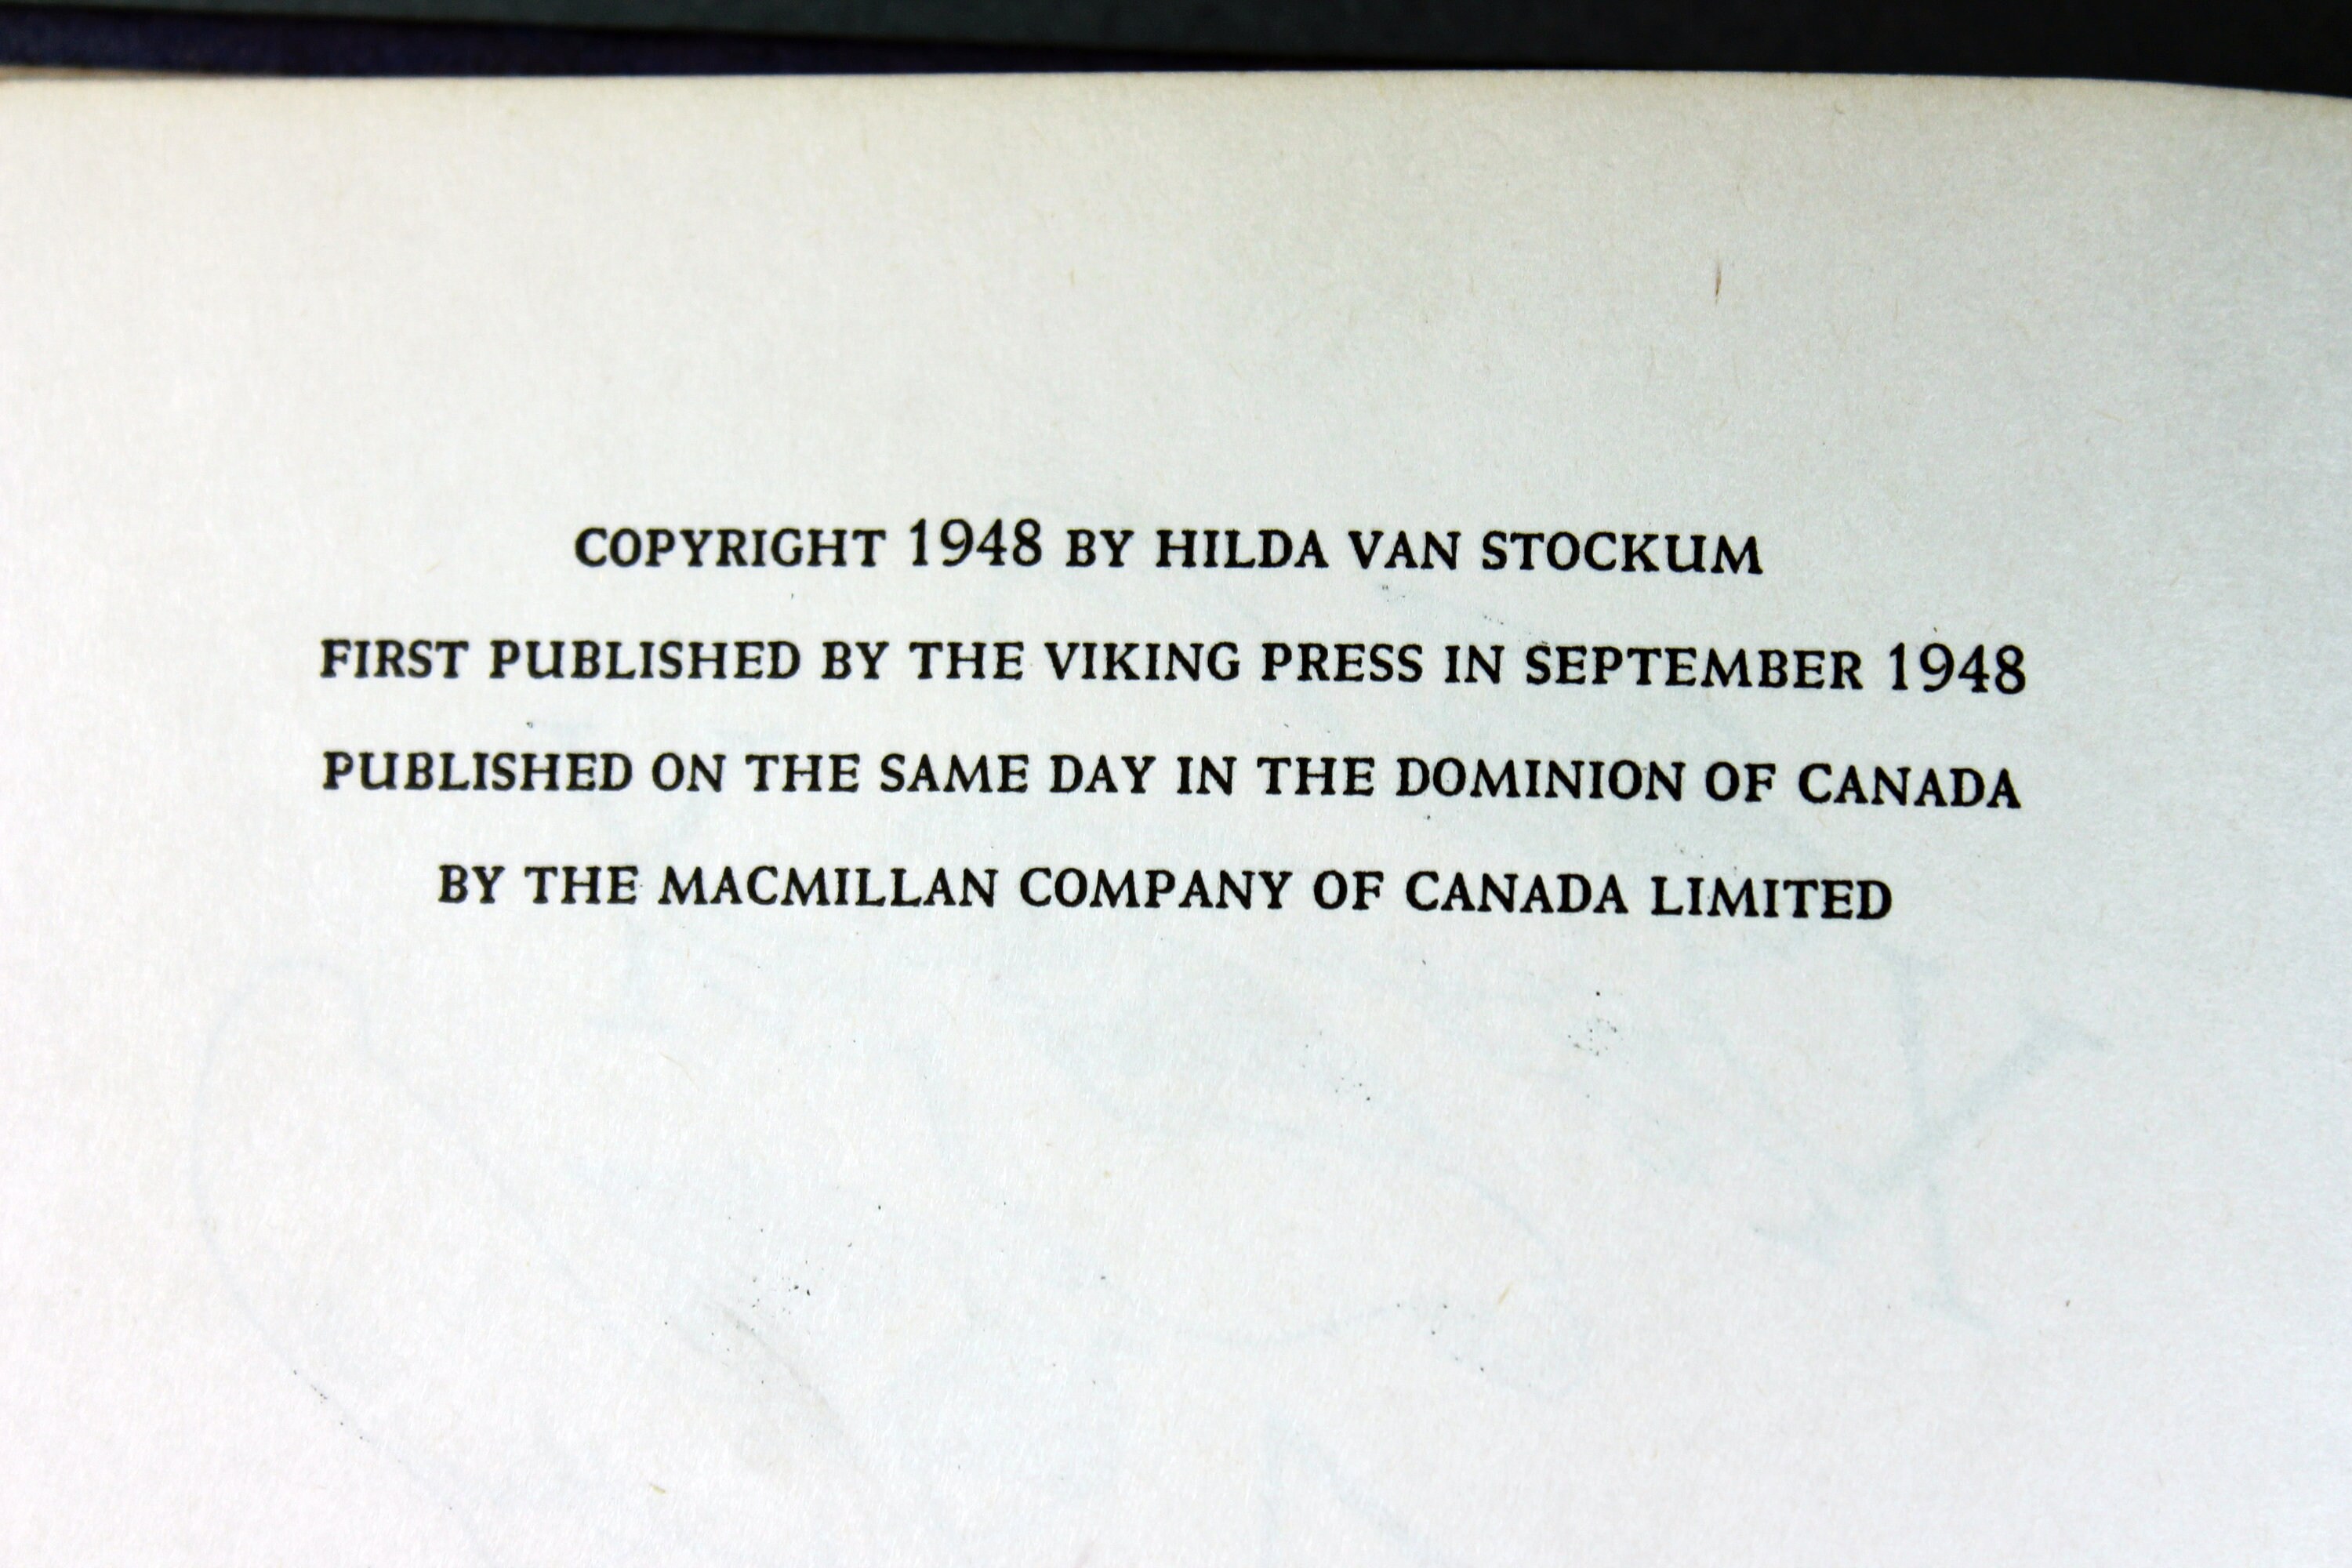 COPYRIGHT 1948 BY HILDA VAN STOCKUM
FIRST PUBLISHED BY THE VIKING PRESS IN SEPTEMBER 1948
PUBLISHED ON THE SAME DAY IN THE DOMINION OF CANADA
BY THE MACMILLAN COMPANY OF CANADA LIMITED